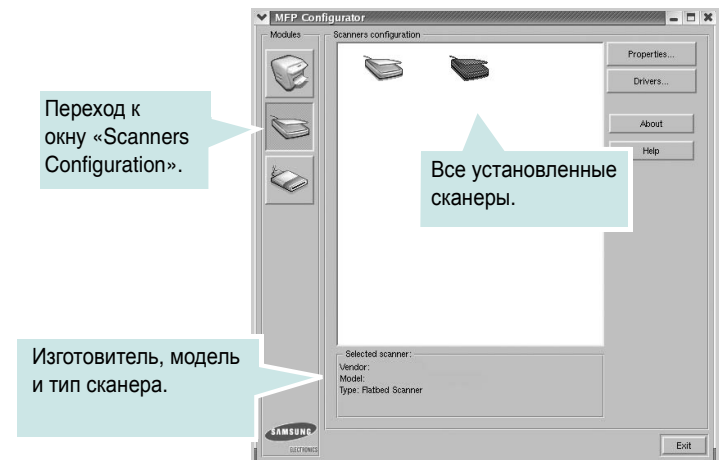 MFP Configurator
Modules
Scanners configuration
Properties...
Drivers...
About
Help
Переход к
окну «Scanners
Configuration».
Все установленные
сканеры.
Изготовитель, модель
и тип сканера.
Selected scanner:
Vendor:
Model:
Type: Flatbed Scanner
SAMSUNG
ELECTRONICS
Exit